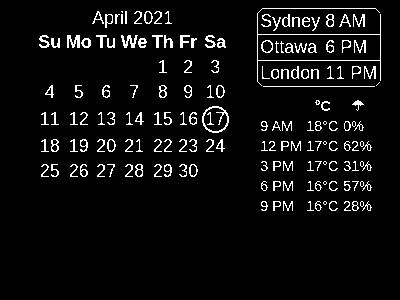 April 2021
Su Mo Tu We Th Fr Sa
1 2 3
4 5 6 7 8 9 10
11 12 13 14 15 16 17
18 19 20 21 22 23 24
25 26 27 28 29 30
Sydney 8 AM
Ottawa 6 PM
London 11 PM
°C
9 AM 18°C 0%
12 PM 17°C 62%
3 PM 17°C 31%
6 PM 16°C 57%
9 PM 16°C 28%